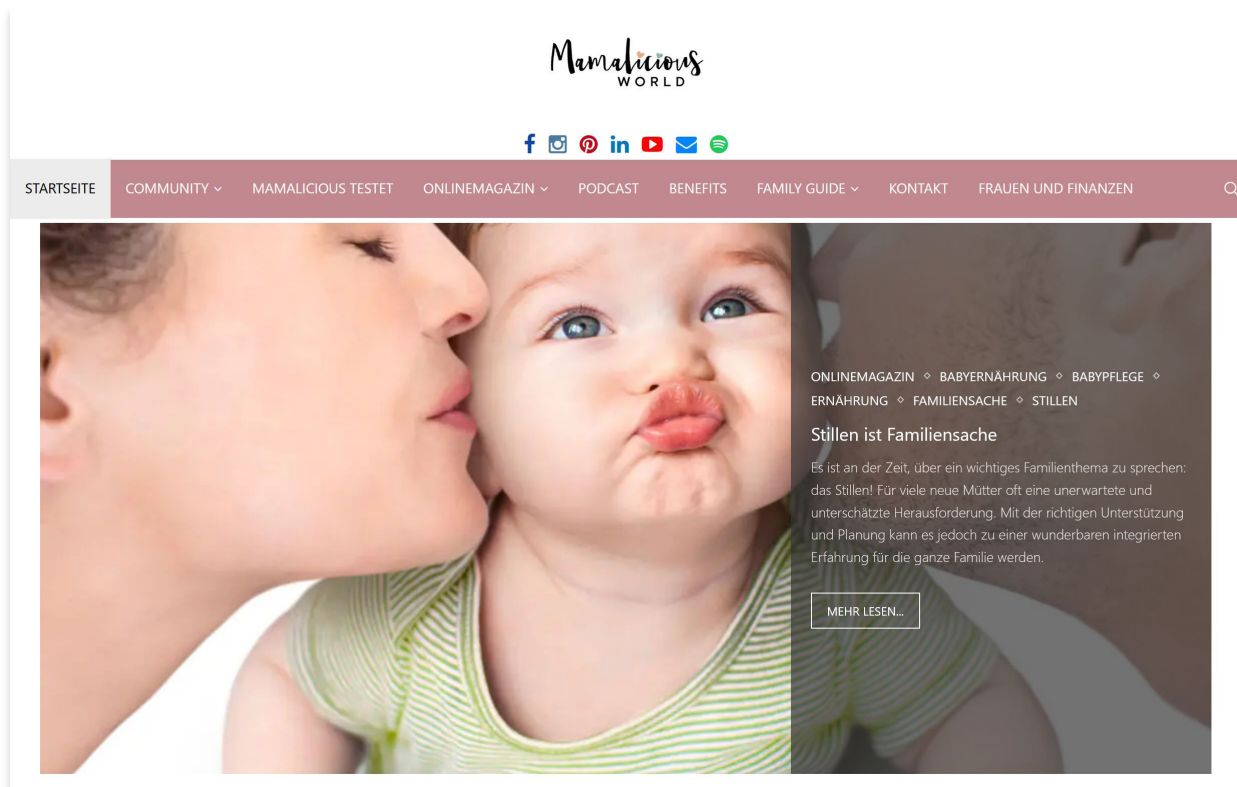 Mamalicious
WORLD
STARTSEITE COMMUNITY MAMALICIOUS TESTET ONLINEMAGAZIN PODCAST BENEFITS FAMILY GUIDE KONTAKT FRAUEN UND FINANZEN
ONLINEMAGAZIN ⋄ BABYERNÄHRUNG ⋄ BABYPFLEGE ⋄
ERNÄHRUNG ⋄ FAMILIENSACHE ⋄ STILLEN
Stillen ist Familiensache
Es ist an der Zeit, über ein wichtiges Familienthema zu sprechen:
das Stillen! Für viele neue Mütter oft eine unerwartete und
unterschätzte Herausforderung. Mit der richtigen Unterstützung
und Planung kann es jedoch zu einer wunderbaren integrierten
Erfahrung für die ganze Familie werden.
MEHR LESEN...